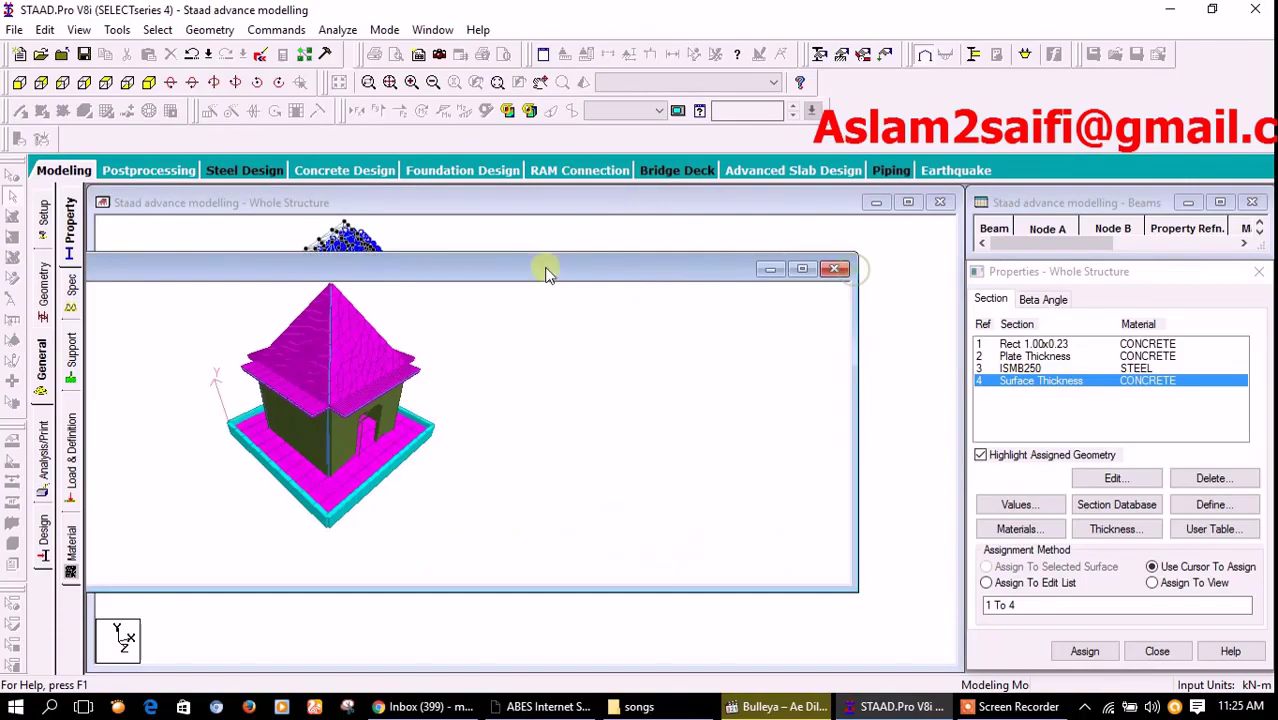 STAAD.Pro V8i (SELECTseries 4) - Staad advance modelling
File Edit View Tools Select Geometry Commands Analyze Mode Window Help
Aslam2saifi@gmail.c
Modeling Postprocessing Steel Design Concrete Design Foundation Design RAM Connection Bridge Deck Advanced Slab Design Piping Earthquake
Setup
Geometry
General
Analysis/Print
Design
Property
Spec
Support
Load & Definition
Material
Staad advance modelling - Whole Structure
Y
Y
X
Z
Staad advance modelling - Beams
Beam Node A Node B Property Refn. M
Properties - Whole Structure
Section Beta Angle
Ref Section Material
1 Rect 1.00x0.23 CONCRETE
2 Plate Thickness CONCRETE
3 ISMB250 STEEL
4 Surface Thickness CONCRETE
Highlight Assigned Geometry
Edit... Delete...
Values... Section Database Define...
Materials... Thickness... User Table...
Assignment Method
Assign To Selected Surface Use Cursor To Assign
Assign To Edit List Assign To View
1 To 4
Assign Close Help
For Help, press F1
Modeling Mo Input Units: kN-m
Inbox (399) - m... ABES Internet S... songs Bulleya – Ae Dil... STAAD.Pro V8i ... Screen Recorder 11:25 AM